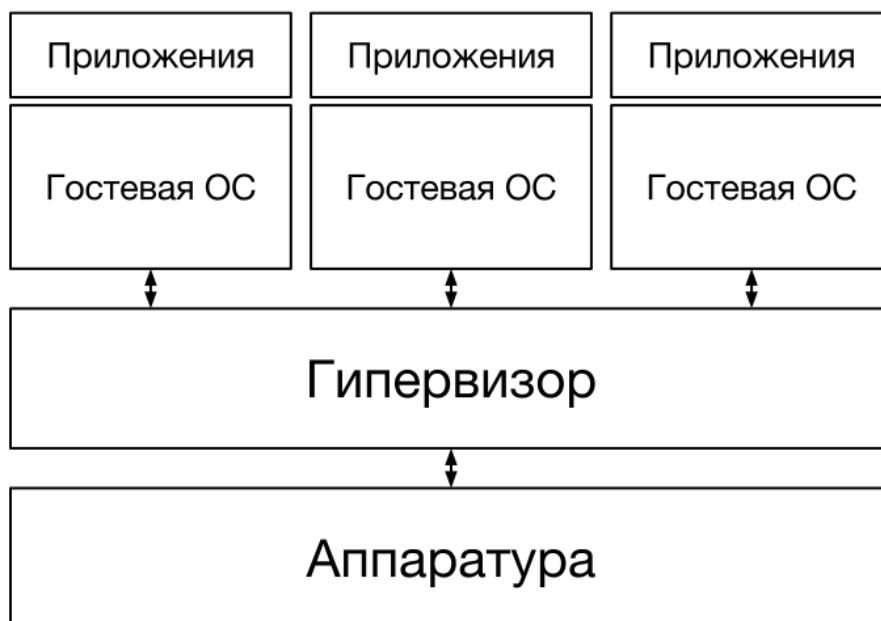 Приложения
Приложения
Приложения
Гостевая ОС
Гостевая ОС
Гостевая ОС
Гипервизор
Аппаратура